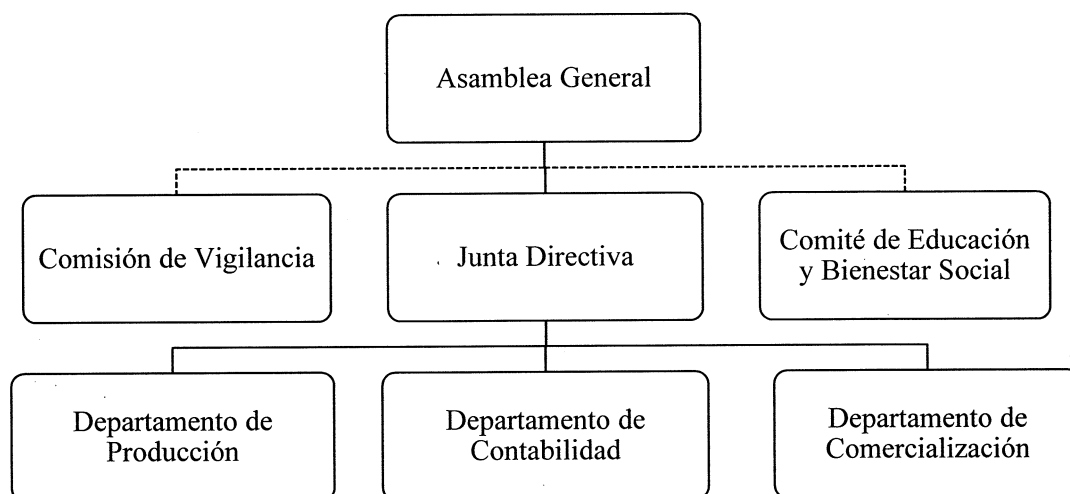 Asamblea General
Comisión de Vigilancia
Junta Directiva
Comité de Educación
y Bienestar Social
Departamento de
Producción
Departamento de
Contabilidad
Departamento de
Comercialización